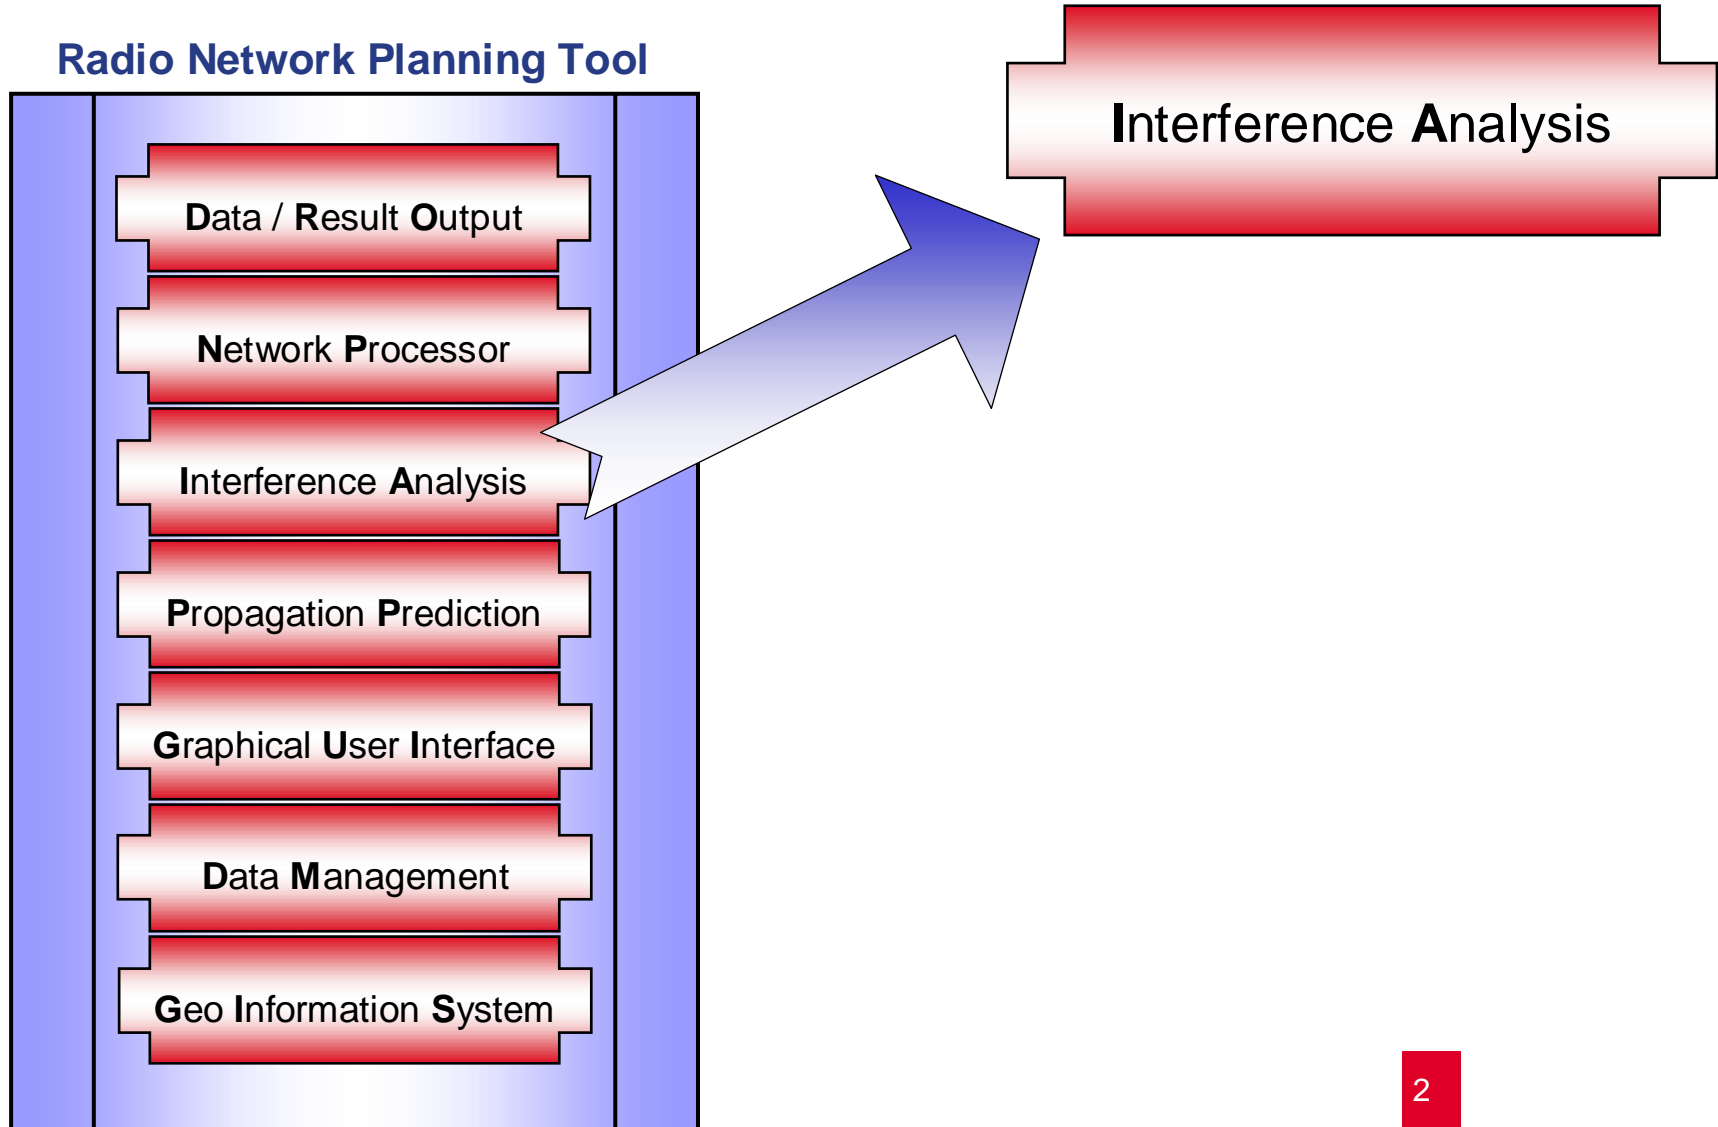 Radio Network Planning Tool
Interference Analysis
Data / Result Output
Network Processor
Interference Analysis
Propagation Prediction
Graphical User Interface
Data Management
Geo Information System
2